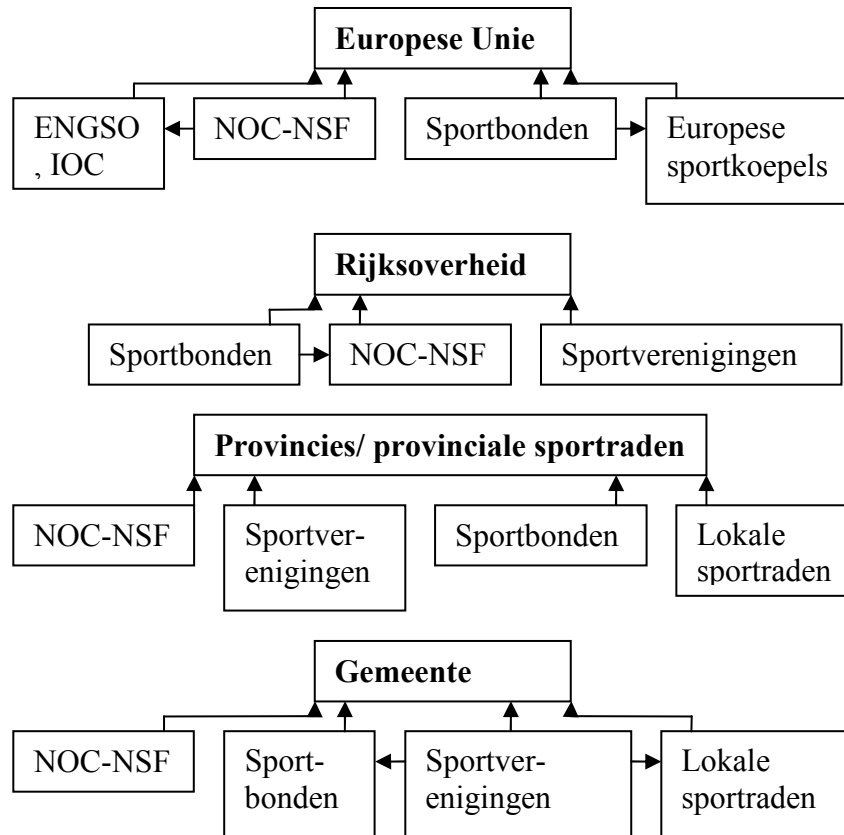 Europese Unie
ENGSO
, IOC
NOC-NSF
Sportbonden
Europese
sportkoepels
Rijksoverheid
Sportbonden
NOC-NSF
Sportverenigingen
Provincies/ provinciale sportraden
NOC-NSF
Sportver-
enigingen
Sportbonden
Lokale
sportraden
Gemeente
NOC-NSF
Sport-
bonden
Sportver-
enigingen
Lokale
sportraden